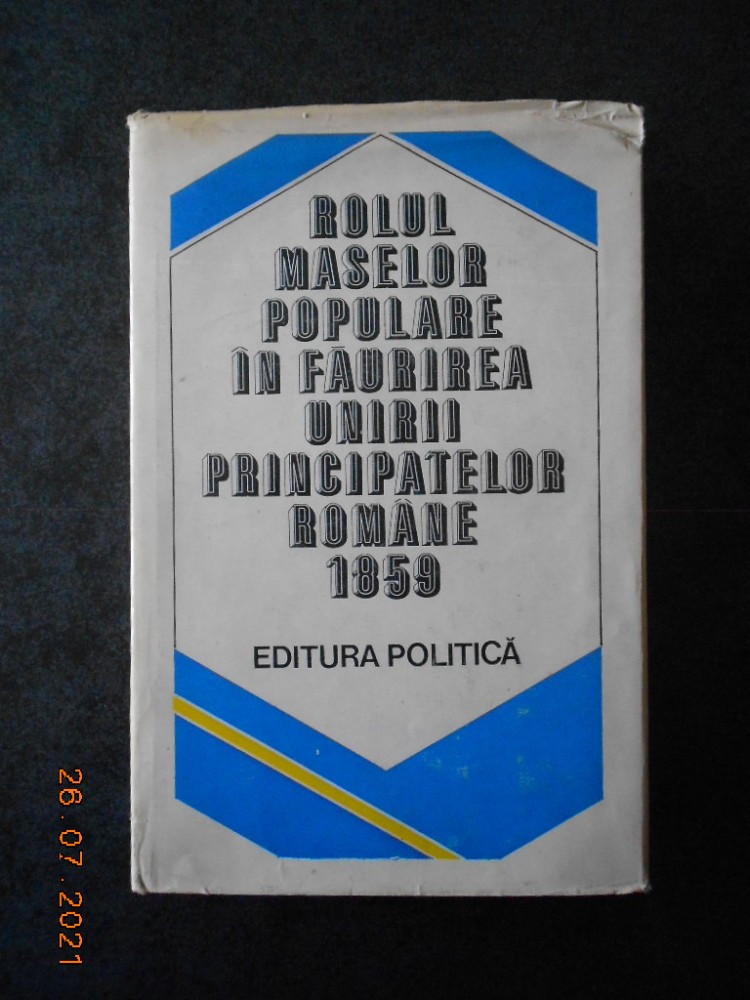 ROLUL
MASELOR
POPULARE
ÎN FĂURIREA
UNIRII
PRINCIPATELOR
ROMÂNE
1859
EDITURA POLITICĂ
26.07.2021